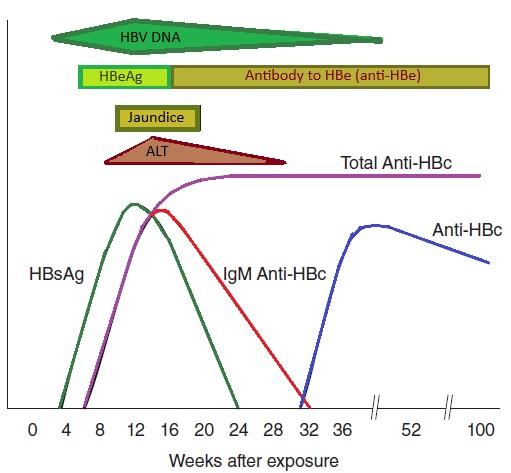 HBV DNA
HBeAg
Antibody to HBe (anti-HBe)
Jaundice
ALT
Total Anti-HBc
Anti-HBc
HBsAg
IgM Anti-HBc
0 4 8 12 16 20 24 28 32 36 52 100
Weeks after exposure